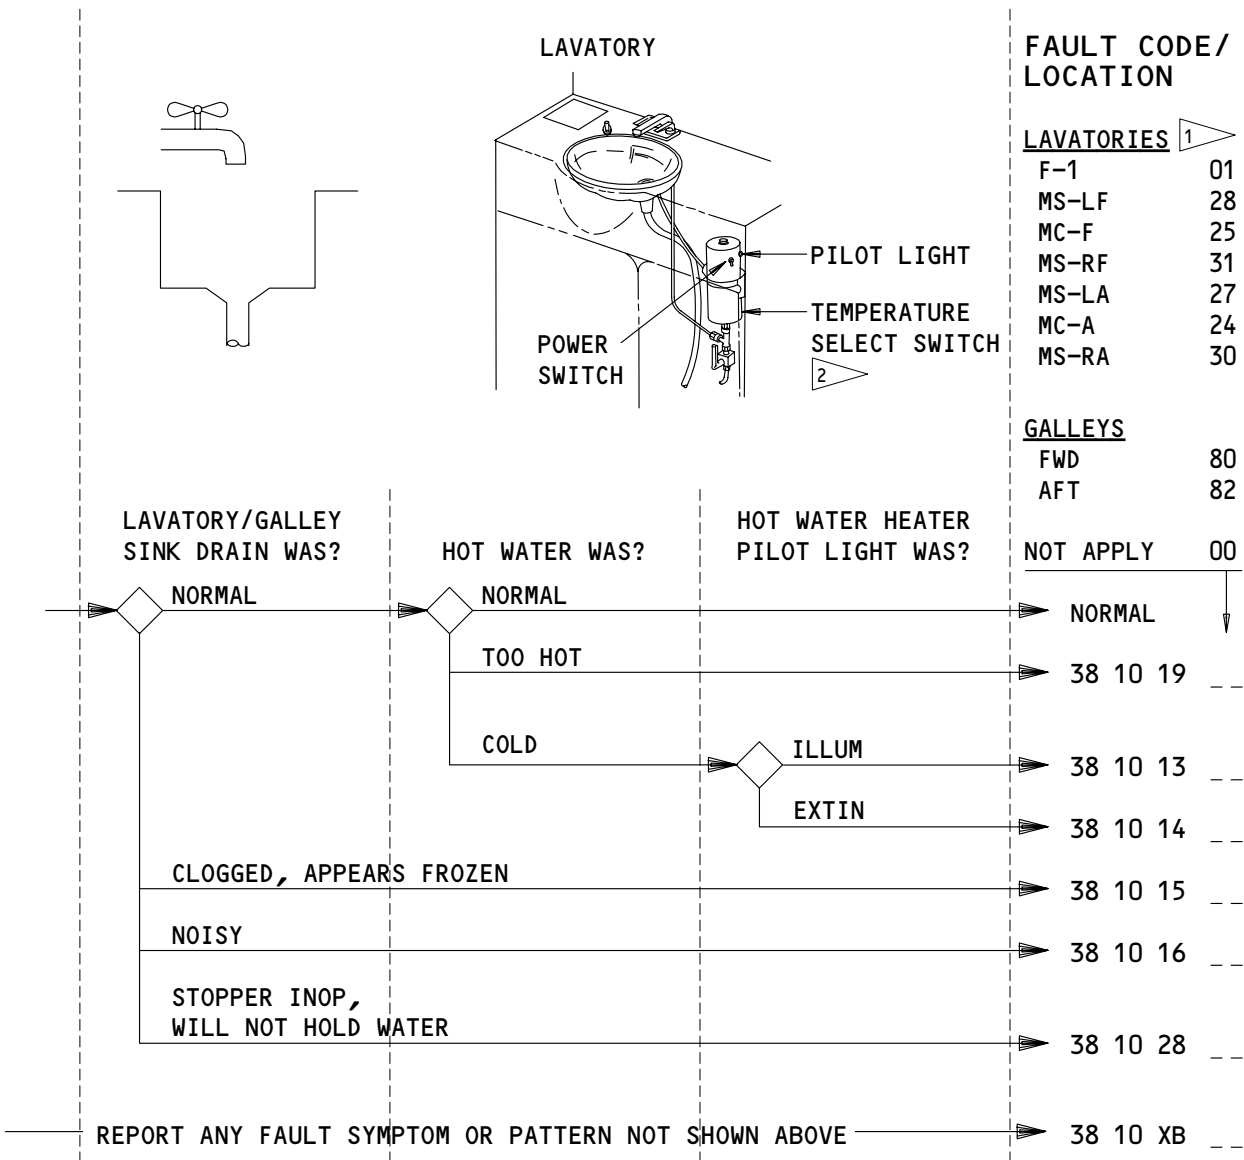 LAVATORY
PILOT LIGHT
TEMPERATURE
SELECT SWITCH
2
POWER
SWITCH
FAULT CODE/
LOCATION
LAVATORIES 1
F-1 01
MS-LF 28
MC-F 25
MS-RF 31
MS-LA 27
MC-A 24
MS-RA 30
GALLEYS
FWD 80
AFT 82
NOT APPLY 00
LAVATORY/GALLEY
SINK DRAIN WAS?
HOT WATER WAS?
HOT WATER HEATER
PILOT LIGHT WAS?
NORMAL
NORMAL
NORMAL
TOO HOT
38 10 19 _ _
COLD
ILLUM
38 10 13 _ _
EXTIN
38 10 14 _ _
CLOGGED, APPEARS FROZEN
38 10 15 _ _
NOISY
38 10 16 _ _
STOPPER INOP,
WILL NOT HOLD WATER
38 10 28 _ _
REPORT ANY FAULT SYMPTOM OR PATTERN NOT SHOWN ABOVE
38 10 XB _ _